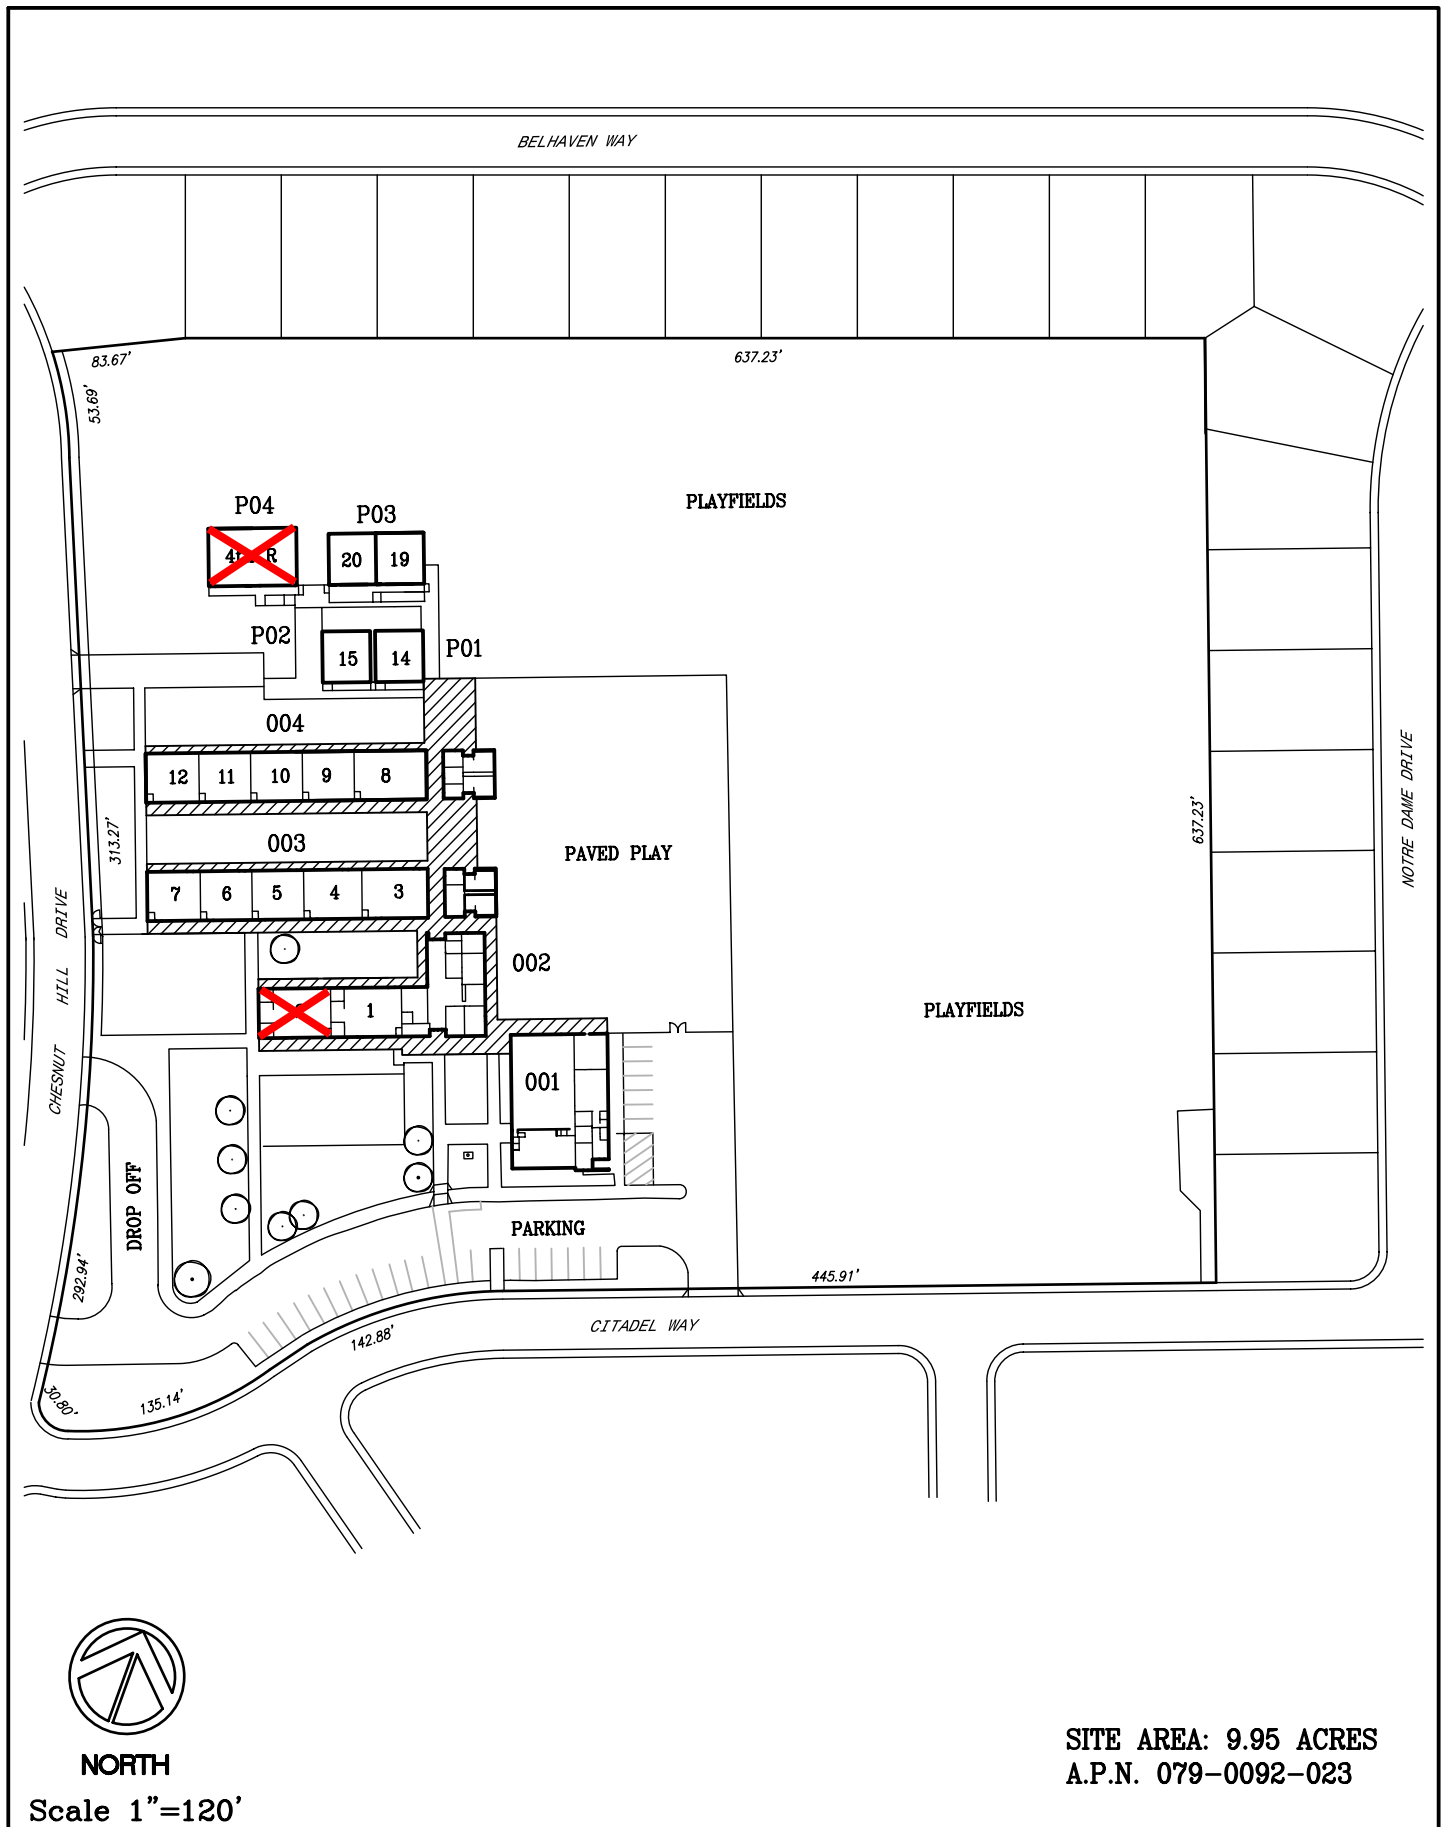 BELHAVEN WAY
83.67'
637.23'
53.69'
PLAYFIELDS
P04
P03
20
19
P02
15
14
P01
004
12
11
10
9
8
313.27'
003
PAVED PLAY
637.23'
NOTRE DAME DRIVE
7
6
5
4
3
CHESNUT HILL DRIVE
002
1
PLAYFIELDS
001
DROP OFF
PARKING
292.94'
445.91'
142.88'
CITADEL WAY
30.80'
135.14'
NORTH
Scale 1"=120'
SITE AREA: 9.95 ACRES
A.P.N. 079-0092-023